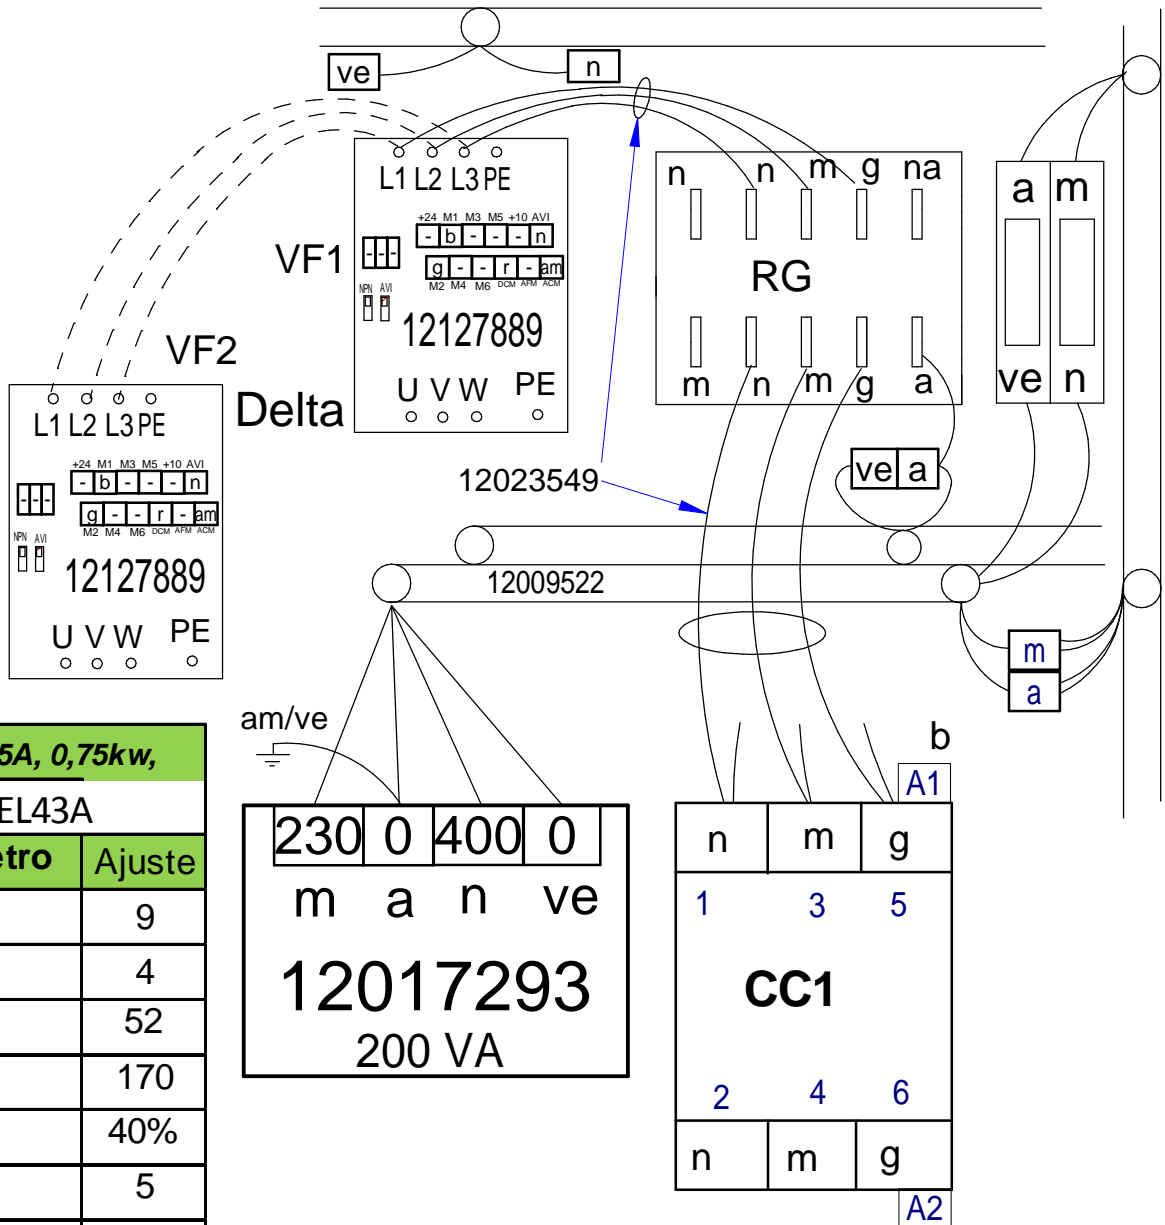 ve
n
L1 L2 L3 PE
+24 M1 M3 M5 +10 AVI
- b - - - n
g - - r - am
M2 M4 M6 DCM AFM ACM
VF1
- - -
NPN AVI
12127889
U V W PE
Delta
n n m g na
RG
m n m g a
a m
ve n
ve a
VF2
L1 L2 L3 PE
+24 M1 M3 M5 +10 AVI
- b - - - n
g - - r - am
M2 M4 M6 DCM AFM ACM
- - -
NPN AVI
12127889
U V W PE
12023549
12009522
m
a
am/ve
230 0 400 0
m a n ve
12017293
200 VA
b
A1
n m g
1 3 5
CC1
2 4 6
n m g
A2
5A, 0,75kw,
EL43A
etro Ajuste
9
4
52
170
40%
5